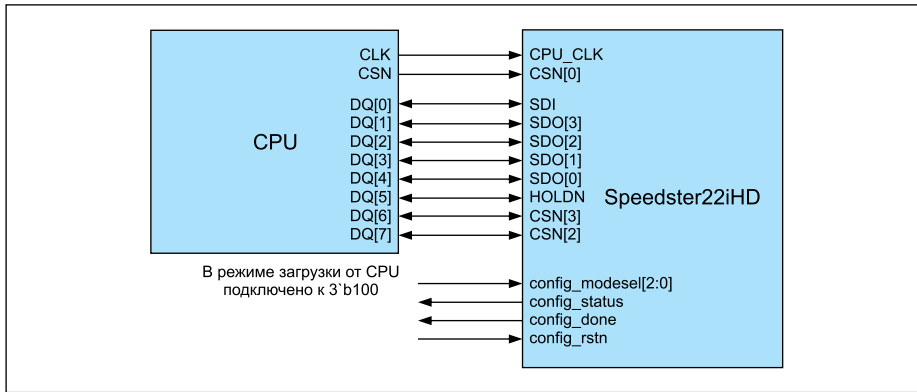 CLK
CSN
DQ[0]
DQ[1]
DQ[2]
DQ[3]
DQ[4]
DQ[5]
DQ[6]
DQ[7]
CPU
CPU_CLK
CSN[0]
SDI
SDO[3]
SDO[2]
SDO[1]
SDO[0]
HOLDN
CSN[3]
CSN[2]
Speedster22iHD
В режиме загрузки от CPU
подключено к 3`b100
config_modesel[2:0]
config_status
config_done
config_rstn